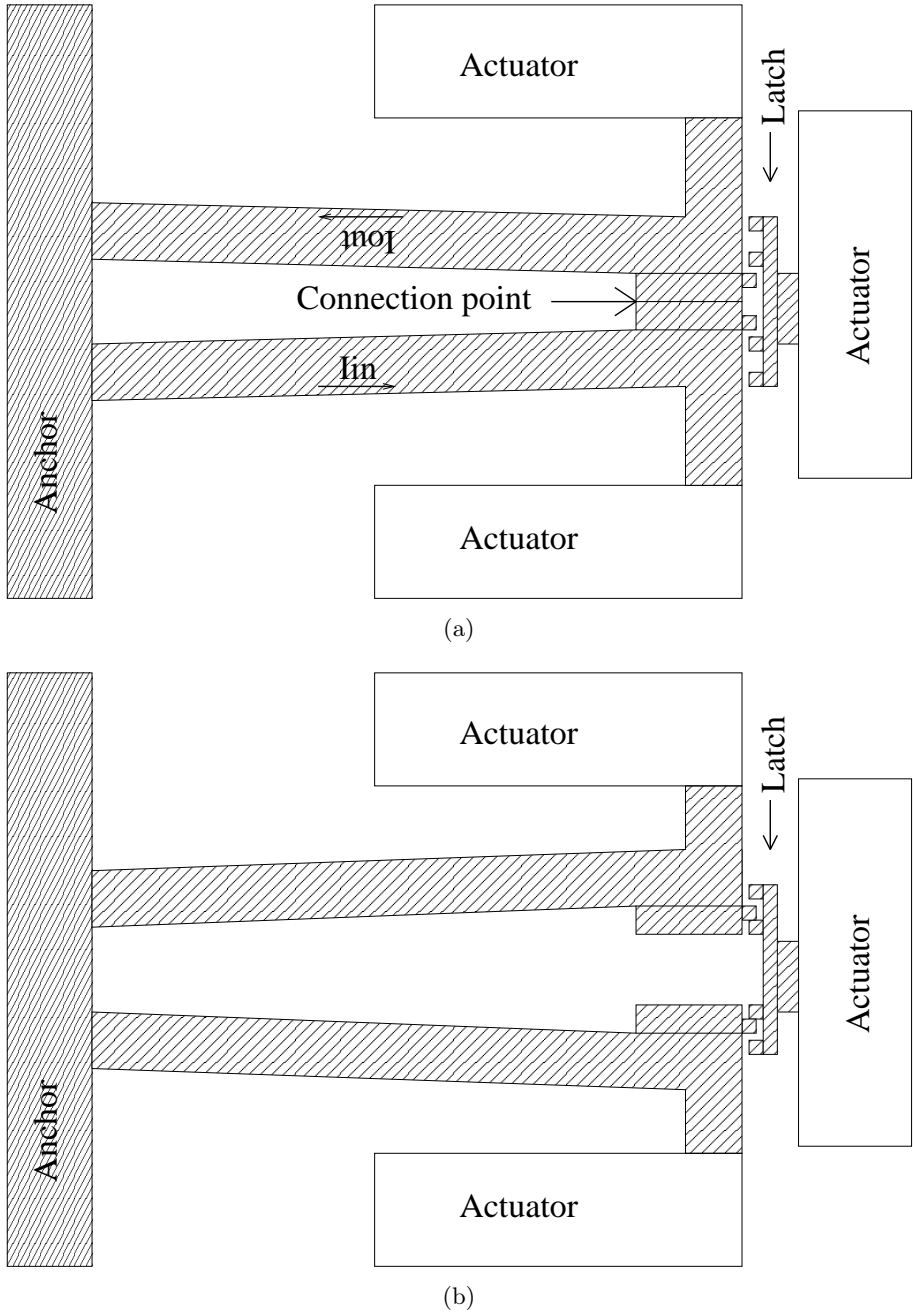 Actuator
Latch
Iout
Connection point
Actuator
Iin
Anchor
Actuator
(a)
Actuator
Latch
Actuator
Anchor
Actuator
(b)